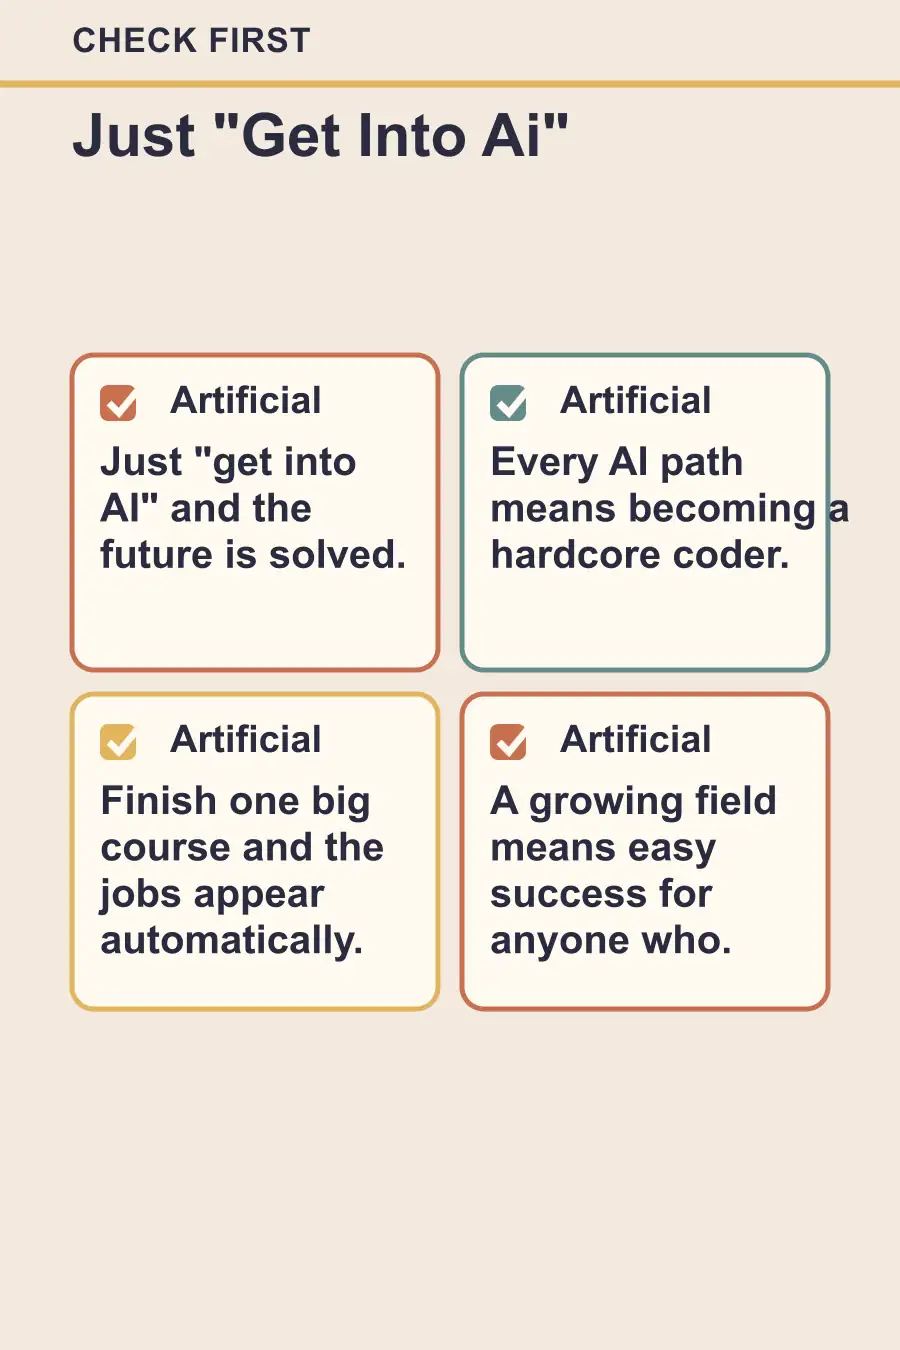 CHECK FIRST
Just "Get Into Ai"
Artificial
Just "get into
AI" and the
future is solved.
Artificial
Every AI path
means becoming a
hardcore coder.
Artificial
Finish one big
course and the
jobs appear
automatically.
Artificial
A growing field
means easy
success for
anyone who.